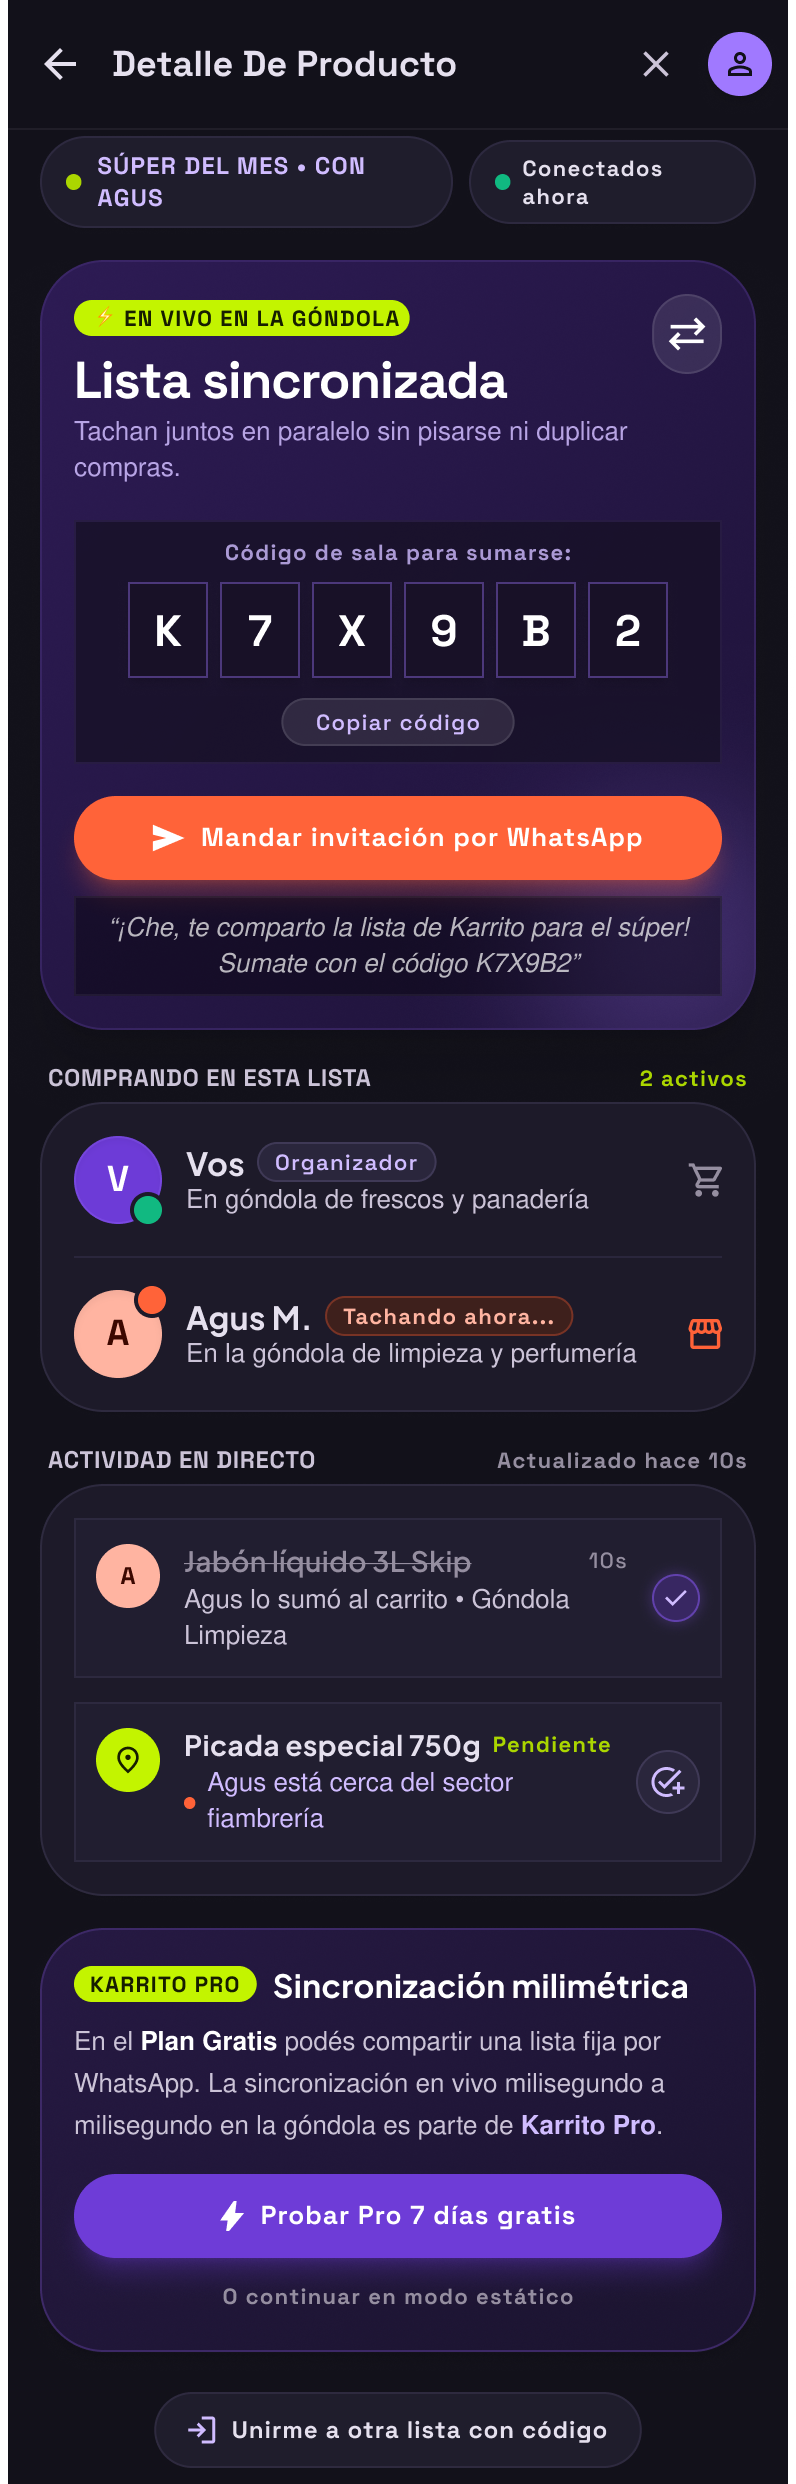 Detalle De Producto
SÚPER DEL MES • CON
AGUS
Conectados
ahora
⚡ EN VIVO EN LA GÓNDOLA
Lista sincronizada
Tachan juntos en paralelo sin pisarse ni duplicar
compras.
Código de sala para sumarse:
K 7 X 9 B 2
Copiar código
Mandar invitación por WhatsApp
“¡Che, te comparto la lista de Karrito para el súper!
Sumate con el código K7X9B2”
COMPRANDO EN ESTA LISTA
2 activos
V
Vos Organizador
En góndola de frescos y panadería
A
Agus M. Tachando ahora...
En la góndola de limpieza y perfumería
ACTIVIDAD EN DIRECTO
Actualizado hace 10s
A
Jabón líquido 3L Skip 10s
Agus lo sumó al carrito • Góndola
Limpieza
Picada especial 750g Pendiente
Agus está cerca del sector
fiambrería
KARRITO PRO Sincronización milimétrica
En el Plan Gratis podés compartir una lista fija por
WhatsApp. La sincronización en vivo milisegundo a
milisegundo en la góndola es parte de Karrito Pro.
Probar Pro 7 días gratis
O continuar en modo estático
Unirme a otra lista con código